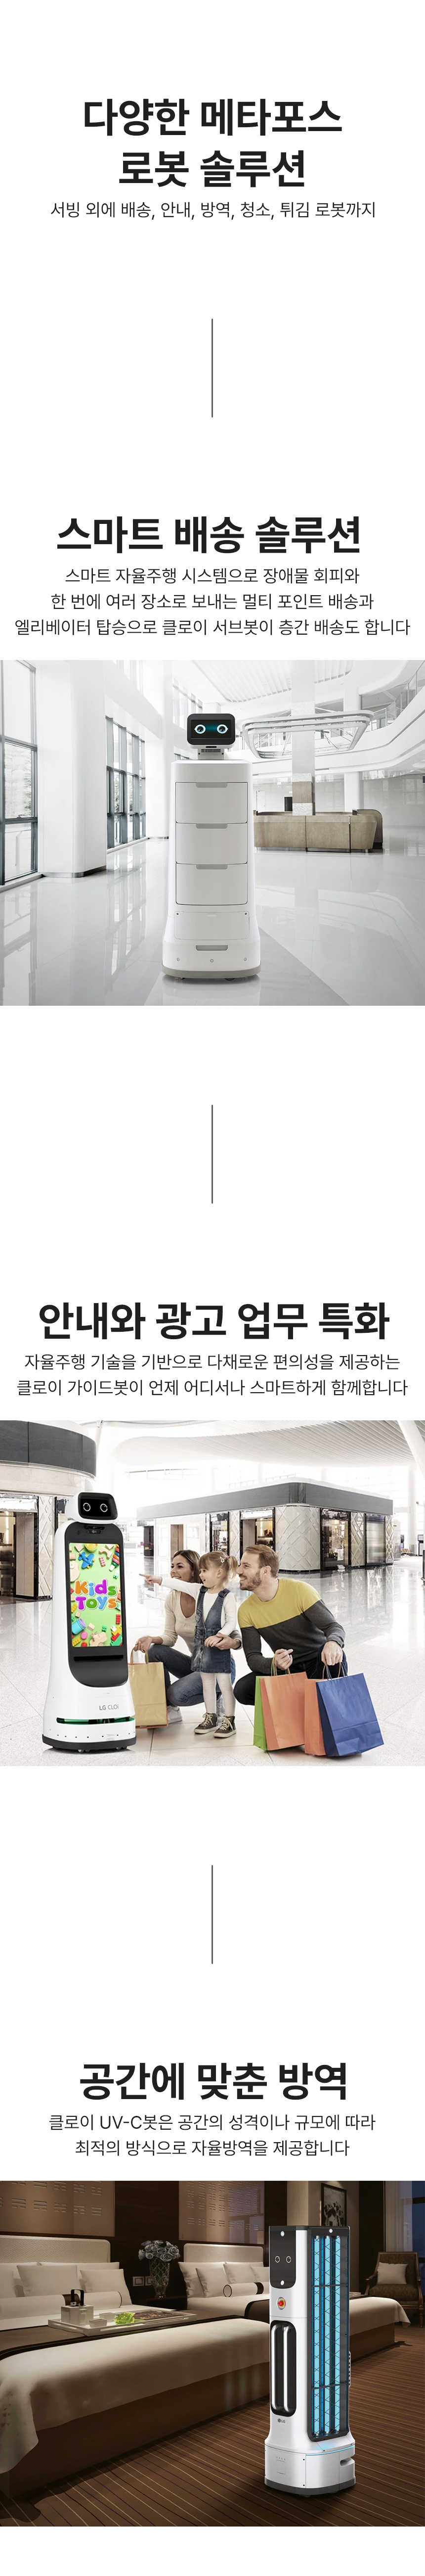 다양한 메타포스
로봇 솔루션
서빙 외에 배송, 안내, 방역, 청소, 튀김 로봇까지
스마트 배송 솔루션
스마트 자율주행 시스템으로 장애물 회피와
한 번에 여러 장소로 보내는 멀티 포인트 배송과
엘리베이터 탑승으로 클로이 서브봇이 층간 배송도 합니다
안내와 광고 업무 특화
자율주행 기술을 기반으로 다채로운 편의성을 제공하는
클로이 가이드봇이 언제 어디서나 스마트하게 함께합니다
Kids
Toys
LG CLOi
공간에 맞춘 방역
클로이 UV-C봇은 공간의 성격이나 규모에 따라
최적의 방식으로 자율방역을 제공합니다
LG